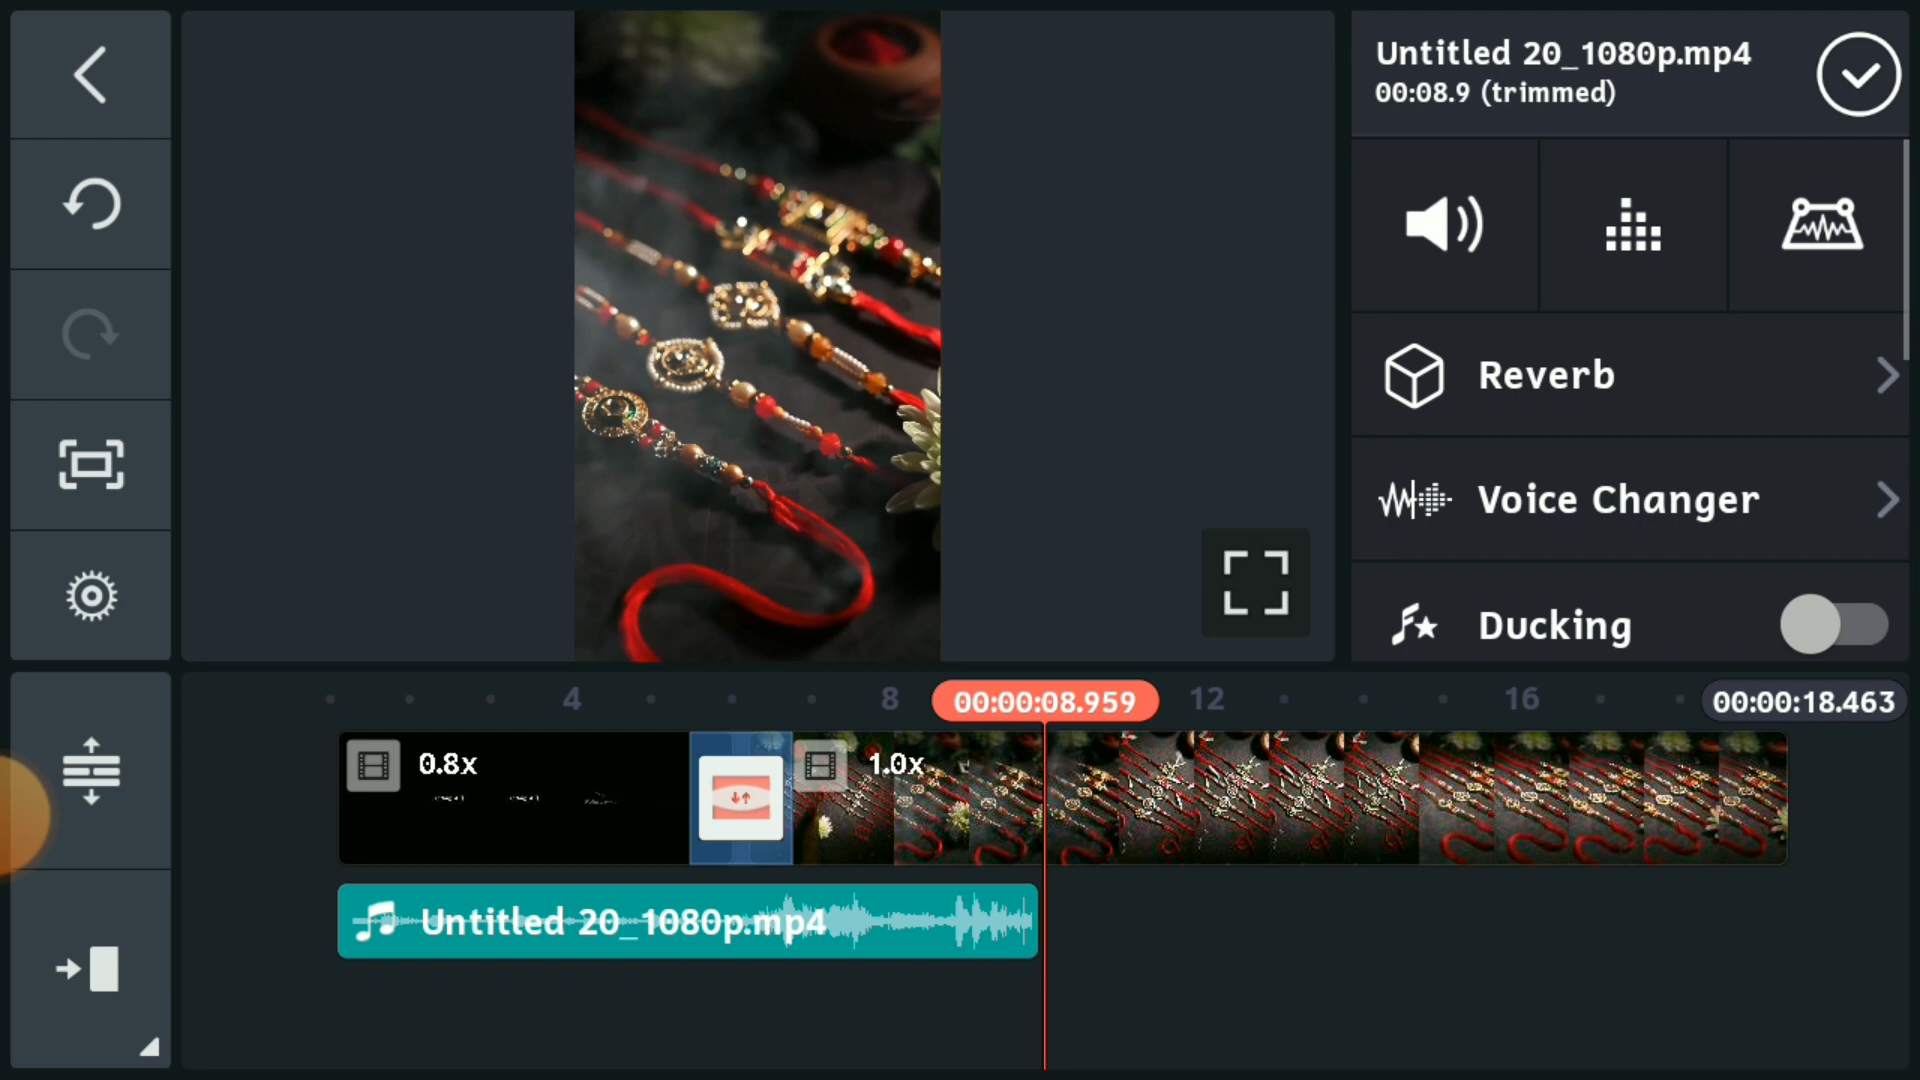 Untitled 20_1080p.mp4
00:08.9 (trimmed)
Reverb
Voice Changer
Ducking
4
8
00:00:08.959
12
16
00:00:18.463
0.8x
1.0x
Untitled 20_1080p.mp4